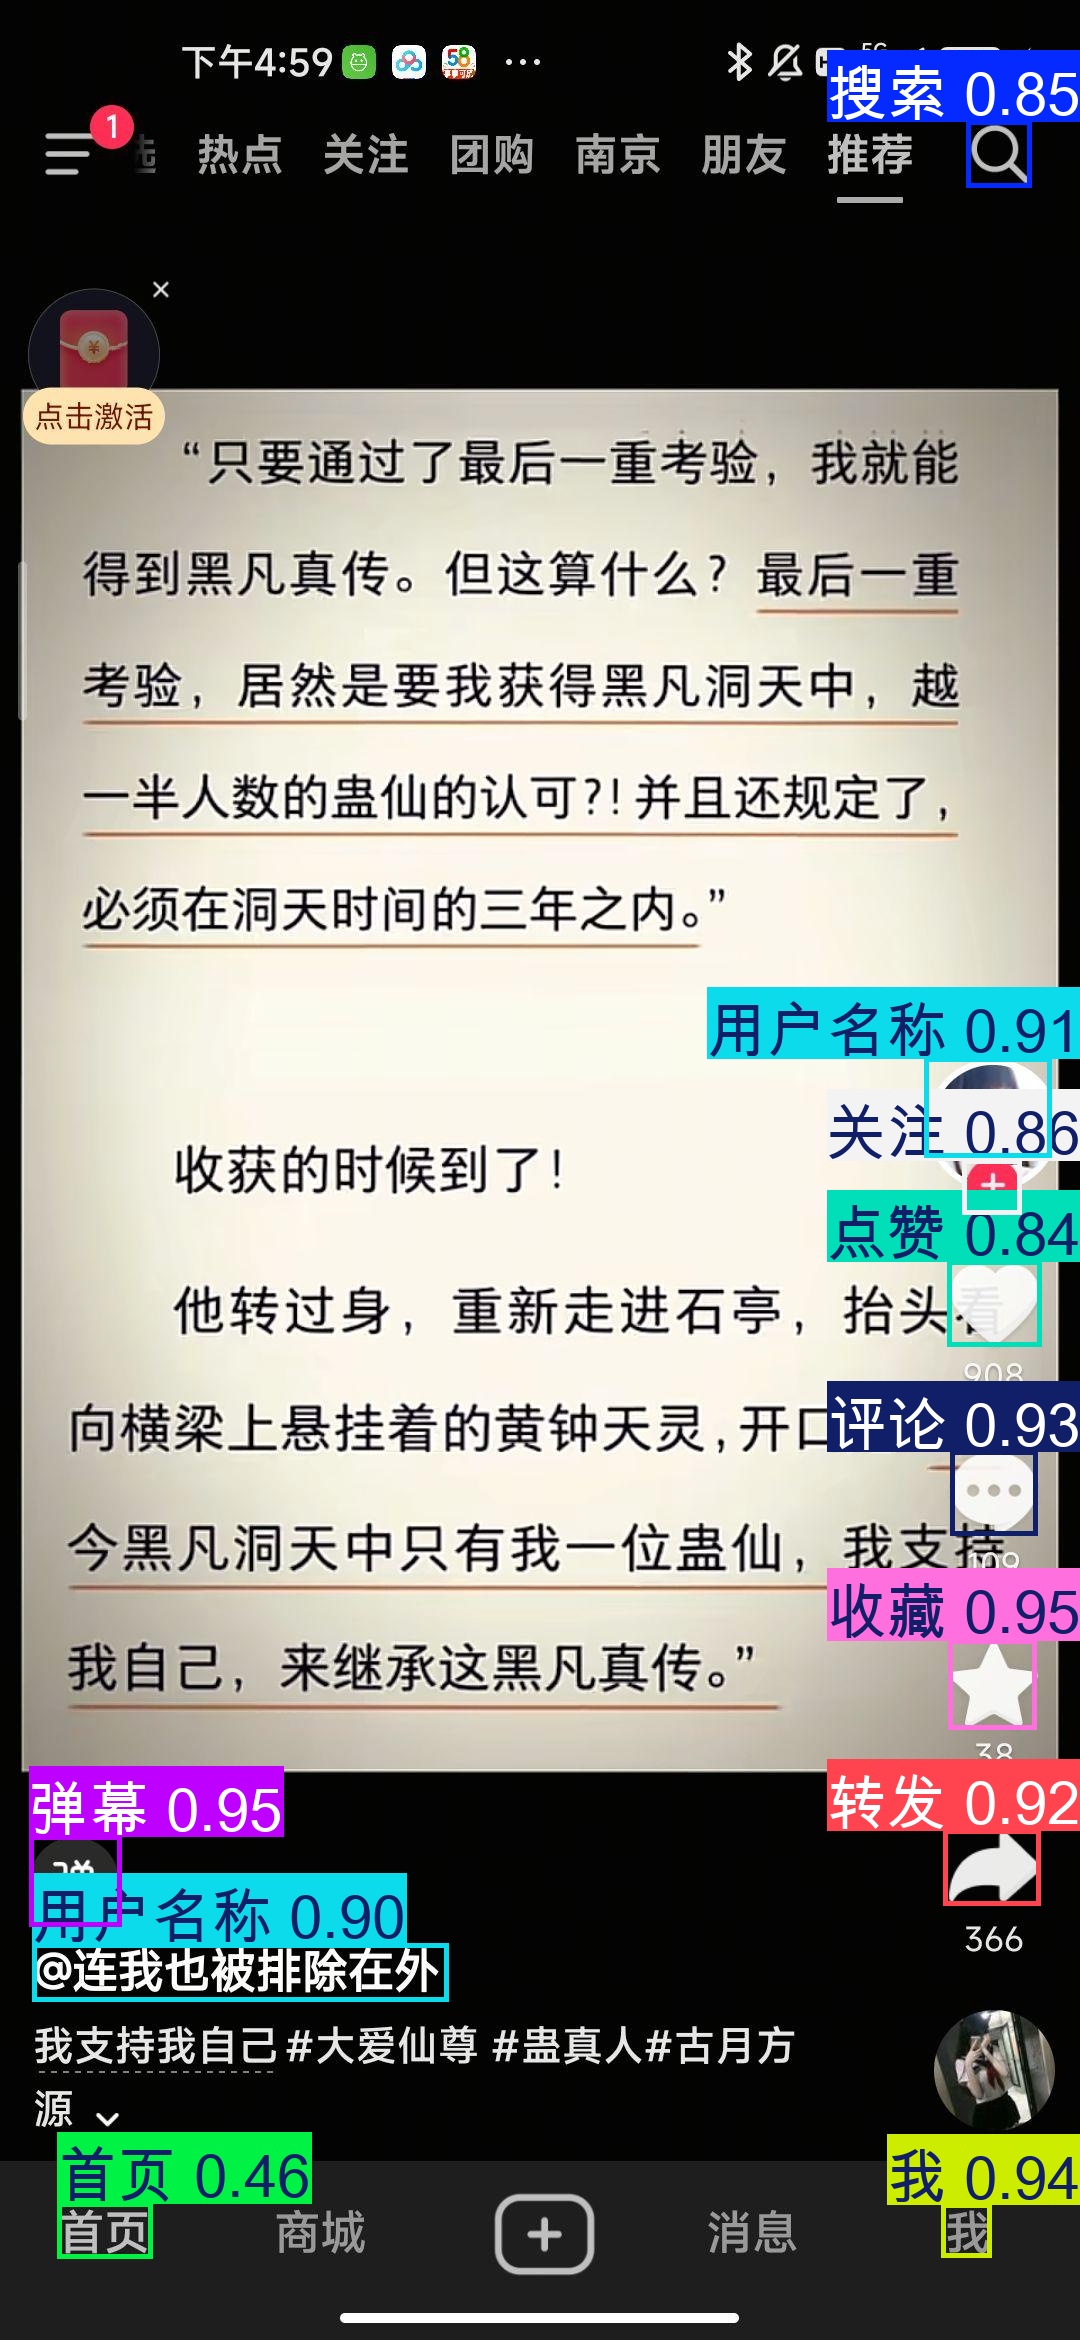 下午4:59
搜索 0.85
1
热点 关注 团购 南京 朋友 推荐
点击激活
“只要通过了最后一重考验，我就能
得到黑凡真传。但这算什么？最后一重
考验，居然是要我获得黑凡洞天中，越
一半人数的蛊仙的认可?!并且还规定了，
必须在洞天时间的三年之内。”
用户名称 0.91
关注 0.86
收获的时候到了！
点赞 0.84
他转过身，重新走进石亭，抬头看
908
向横梁上悬挂着的黄钟天灵，开口
评论 0.93
今黑凡洞天中只有我一位蛊仙，我支持
109
收藏 0.95
我自己，来继承这黑凡真传。”
38
弹幕 0.95
转发 0.92
用户名称 0.90
366
@连我也被排除在外
我支持我自己#大爱仙尊 #蛊真人#古月方
源
首页 0.46
我 0.94
首页 商城 消息 我